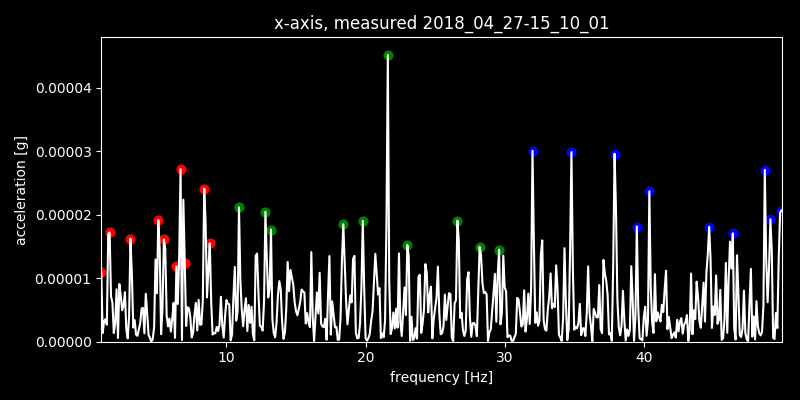 x-axis, measured 2018_04_27-15_10_01
acceleration [g]
0.00004
0.00003
0.00002
0.00001
0.00000
10 20 30 40
frequency [Hz]